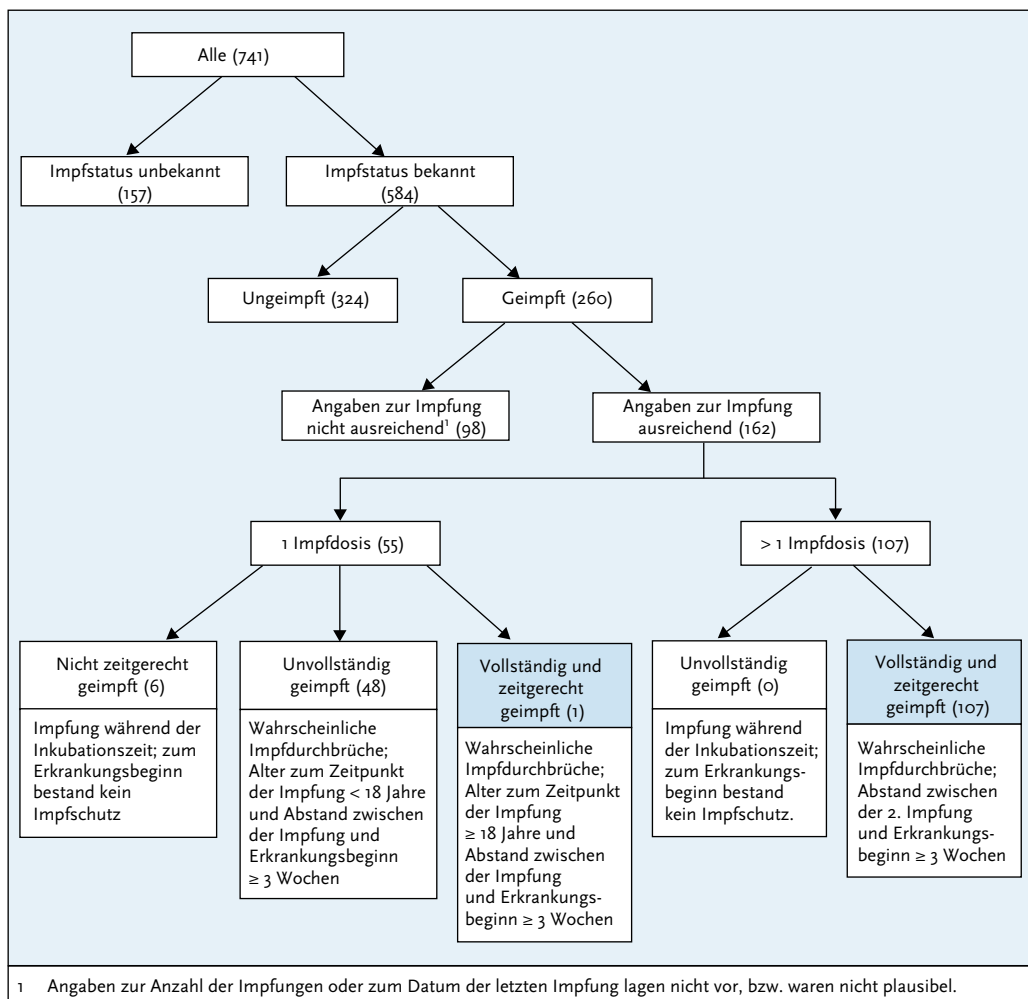 Alle (741)
Impfstatus unbekannt
(157)
Impfstatus bekannt
(584)
Ungeimpft (324)
Geimpft (260)
Angaben zur Impfung
nicht ausreichend¹ (98)
Angaben zur Impfung
ausreichend (162)
1 Impfdosis (55)
> 1 Impfdosis (107)
Nicht zeitgerecht
geimpft (6)
Impfung während der
Inkubationszeit; zum
Erkrankungsbeginn
bestand kein
Impfschutz
Unvollständig
geimpft (48)
Wahrscheinliche
Impfdurchbrüche;
Alter zum Zeitpunkt
der Impfung < 18 Jahre
und Abstand zwischen
der Impfung und
Erkrankungsbeginn
≥ 3 Wochen
Vollständig und
zeitgerecht
geimpft (1)
Wahrscheinliche
Impfdurchbrüche;
Alter zum Zeitpunkt
der Impfung
≥ 18 Jahre und
Abstand zwischen
der Impfung
und Erkrankungs-
beginn ≥ 3 Wochen
Unvollständig
geimpft (0)
Impfung während
der Inkubationszeit;
zum Erkrankungs-
beginn bestand
kein Impfschutz.
Vollständig und
zeitgerecht
geimpft (107)
Wahrscheinliche
Impfdurchbrüche;
Abstand zwischen
der 2. Impfung
und Erkrankungs-
beginn ≥ 3 Wochen
1 Angaben zur Anzahl der Impfungen oder zum Datum der letzten Impfung lagen nicht vor, bzw. waren nicht plausibel.